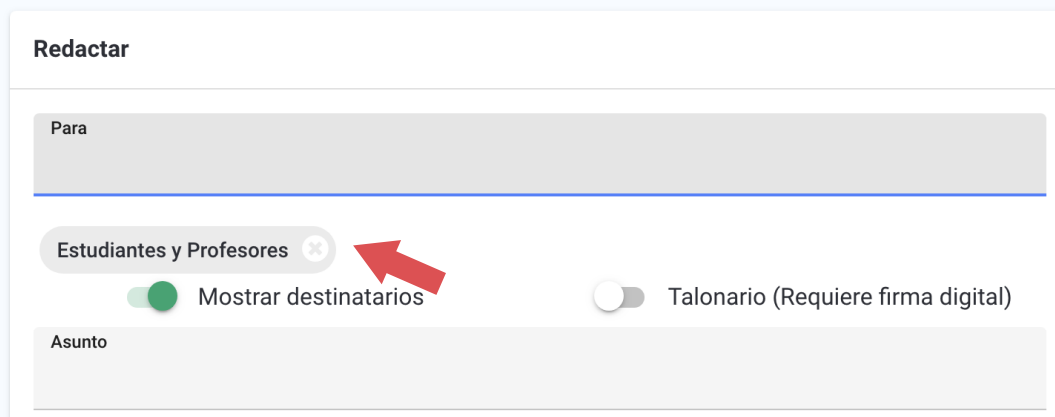 Redactar
Para
Estudiantes y Profesores
Mostrar destinatarios
Talonario (Requiere firma digital)
Asunto